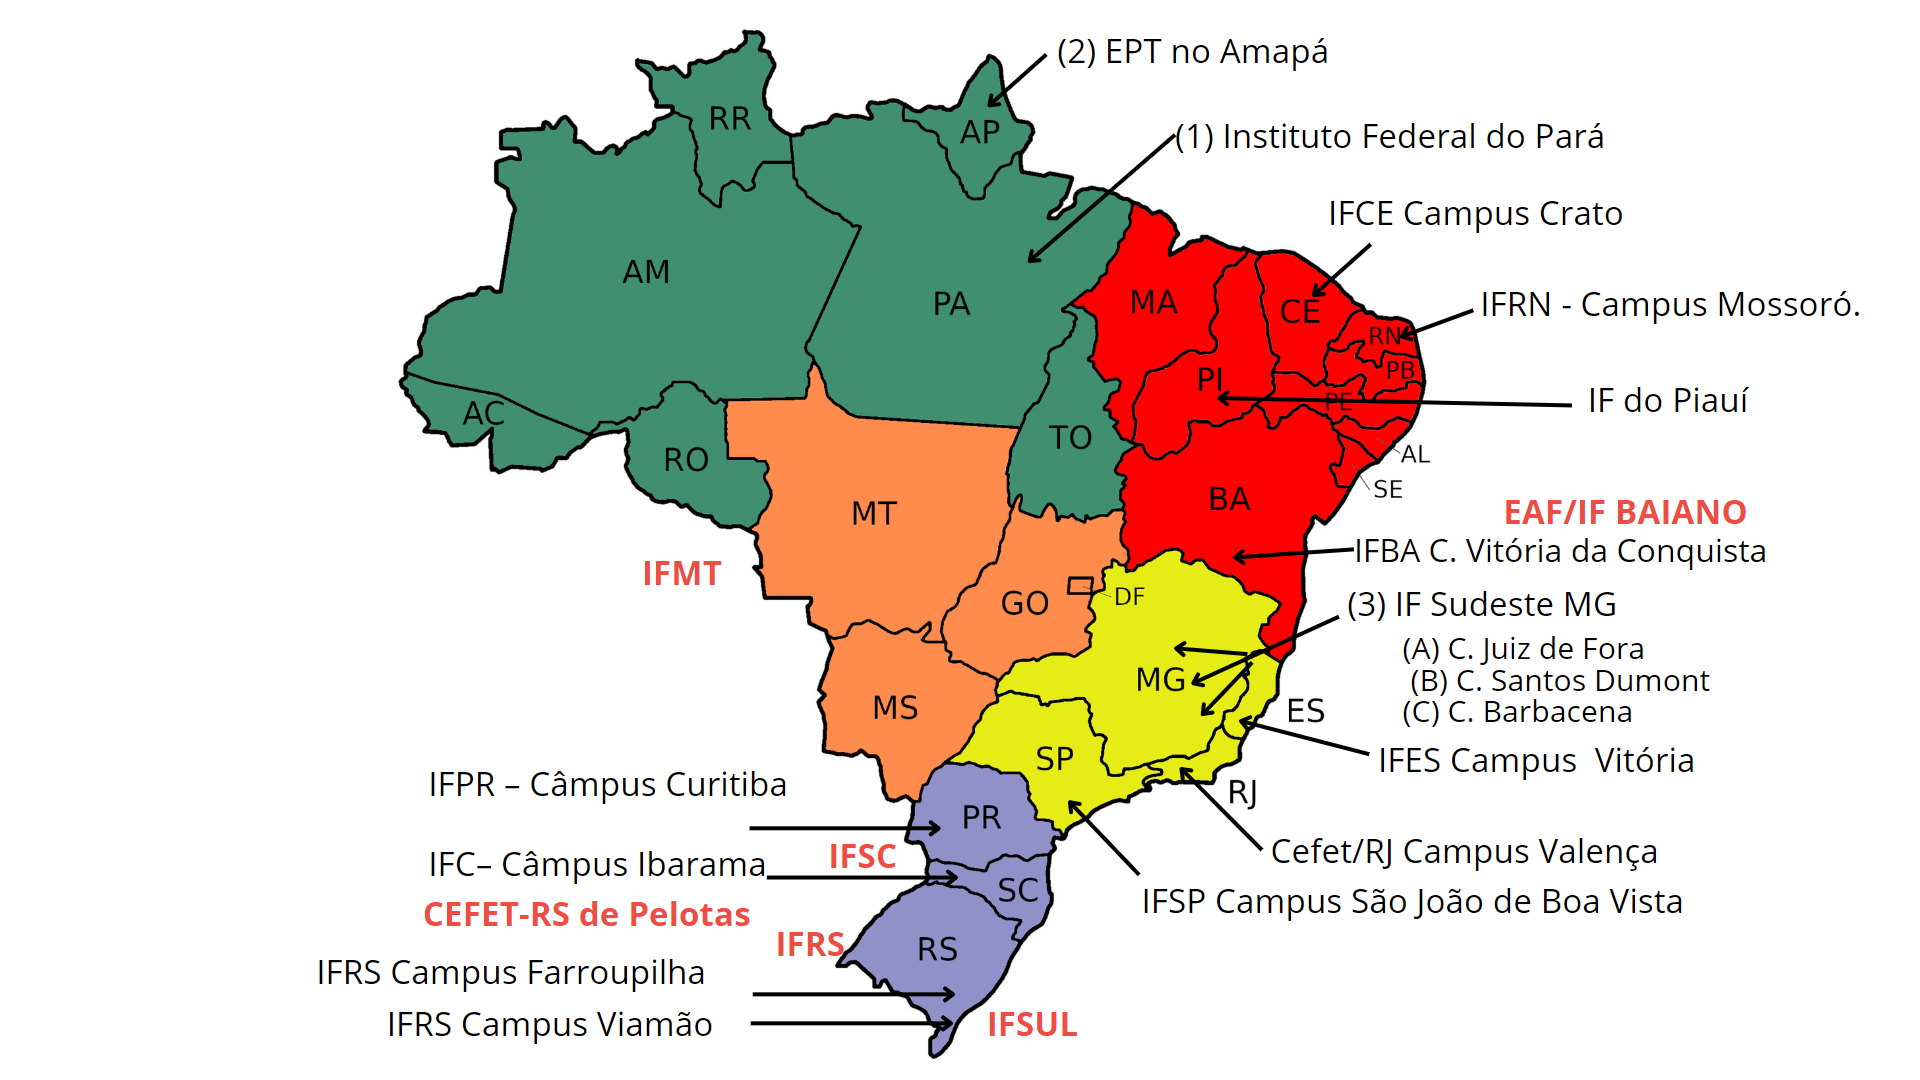 (2) EPT no Amapá
RR
AP
(1) Instituto Federal do Pará
IFCE Campus Crato
AM
PA
MA
CE
IFRN - Campus Mossoró.
RN
PB
PI
PE
IF do Piauí
AC
TO
RO
AL
SE
BA
MT
EAF/IF BAIANO
IFBA C. Vitória da Conquista
IFMT
GO
DF
(3) IF Sudeste MG
(A) C. Juiz de Fora
(B) C. Santos Dumont
(C) C. Barbacena
MG
MS
ES
SP
IFES Campus Vitória
IFPR – Câmpus Curitiba
RJ
PR
IFSC
Cefet/RJ Campus Valença
IFC– Câmpus Ibarama
SC
IFSP Campus São João de Boa Vista
CEFET-RS de Pelotas
IFRS
RS
IFRS Campus Farroupilha
IFRS Campus Viamão
IFSUL